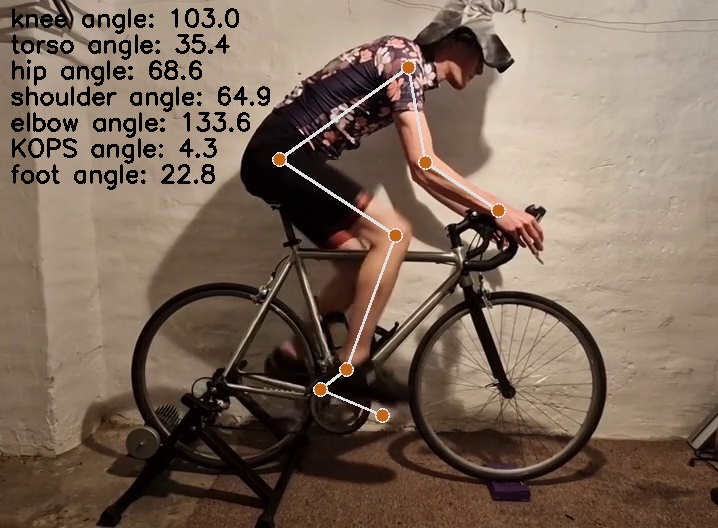 knee angle: 103.0
torso angle: 35.4
hip angle: 68.6
shoulder angle: 64.9
elbow angle: 133.6
KOPS angle: 4.3
foot angle: 22.8